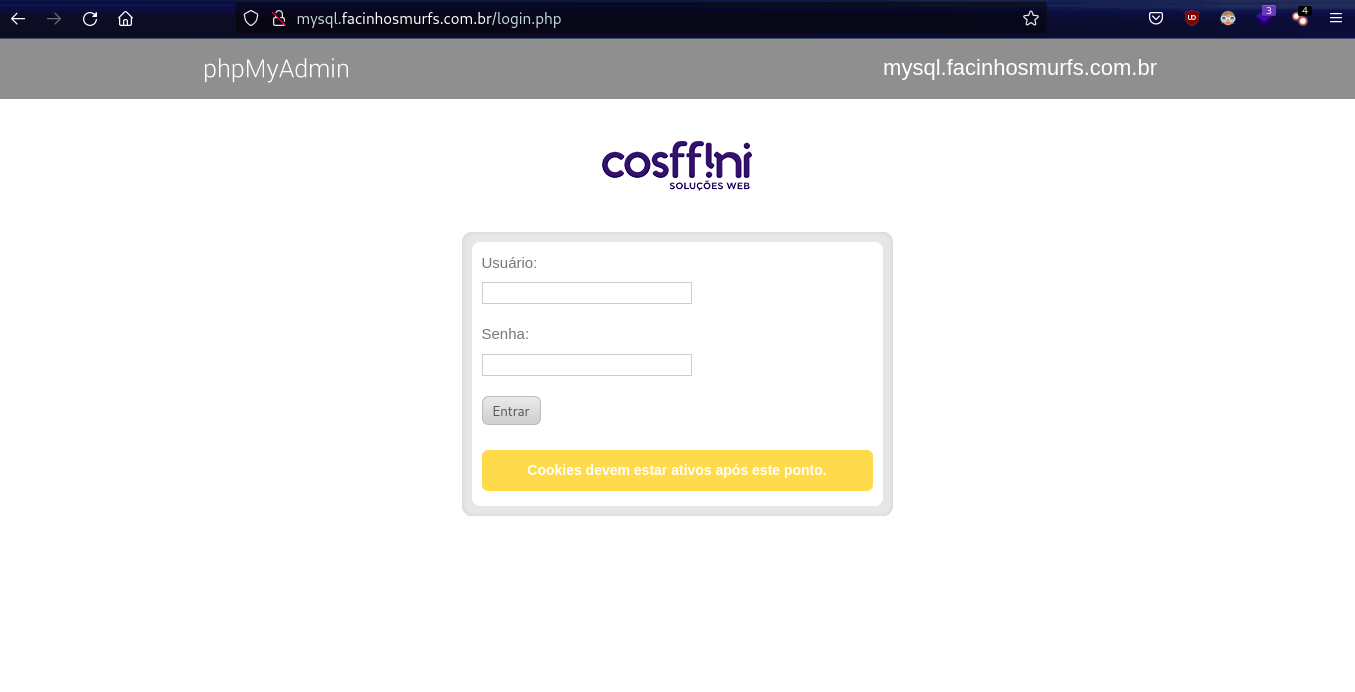 mysql.facinhosmurfs.com.br/login.php
3
4
phpMyAdmin
mysql.facinhosmurfs.com.br
cosff!ni
SOLUÇÕES WEB
Usuário:
Senha:
Entrar
Cookies devem estar ativos após este ponto.